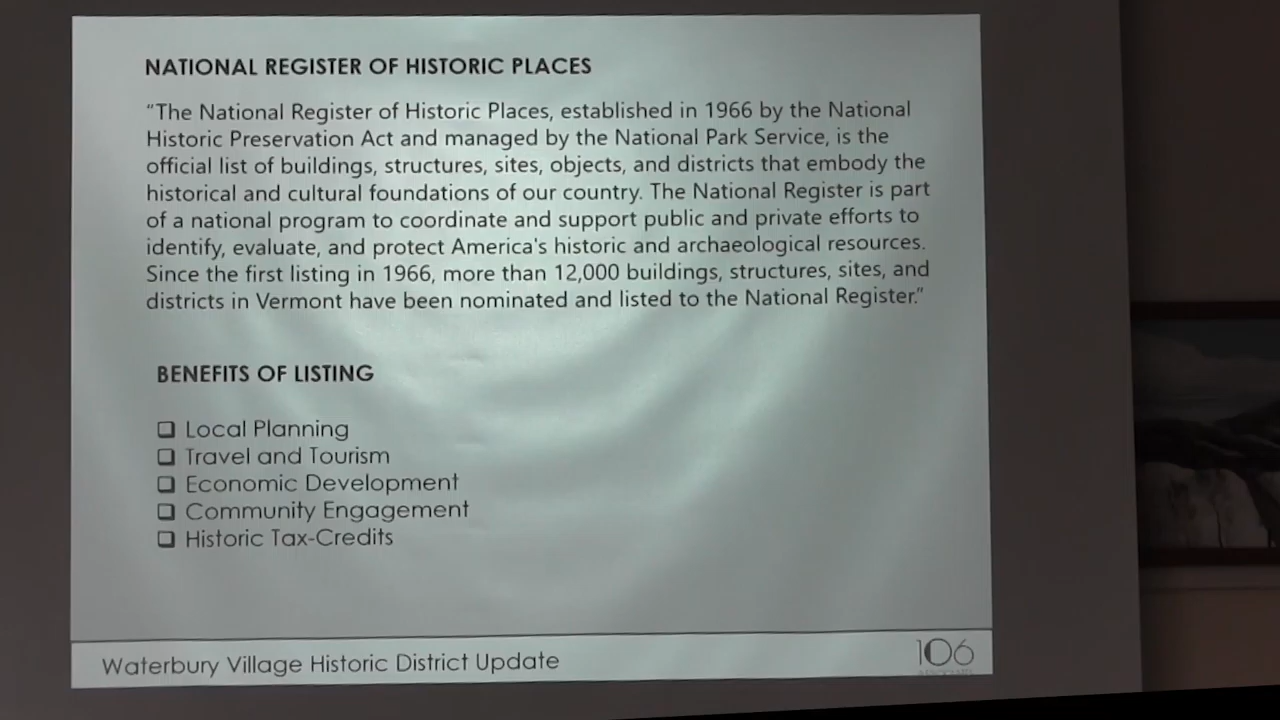 NATIONAL REGISTER OF HISTORIC PLACES
"The National Register of Historic Places, established in 1966 by the National
Historic Preservation Act and managed by the National Park Service, is the
official list of buildings, structures, sites, objects, and districts that embody the
historical and cultural foundations of our country. The National Register is part
of a national program to coordinate and support public and private efforts to
identify, evaluate, and protect America's historic and archaeological resources.
Since the first listing in 1966, more than 12,000 buildings, structures, sites, and
districts in Vermont have been nominated and listed to the National Register."
BENEFITS OF LISTING
❑ Local Planning
❑ Travel and Tourism
❑ Economic Development
❑ Community Engagement
❑ Historic Tax-Credits
Waterbury Village Historic District Update
106